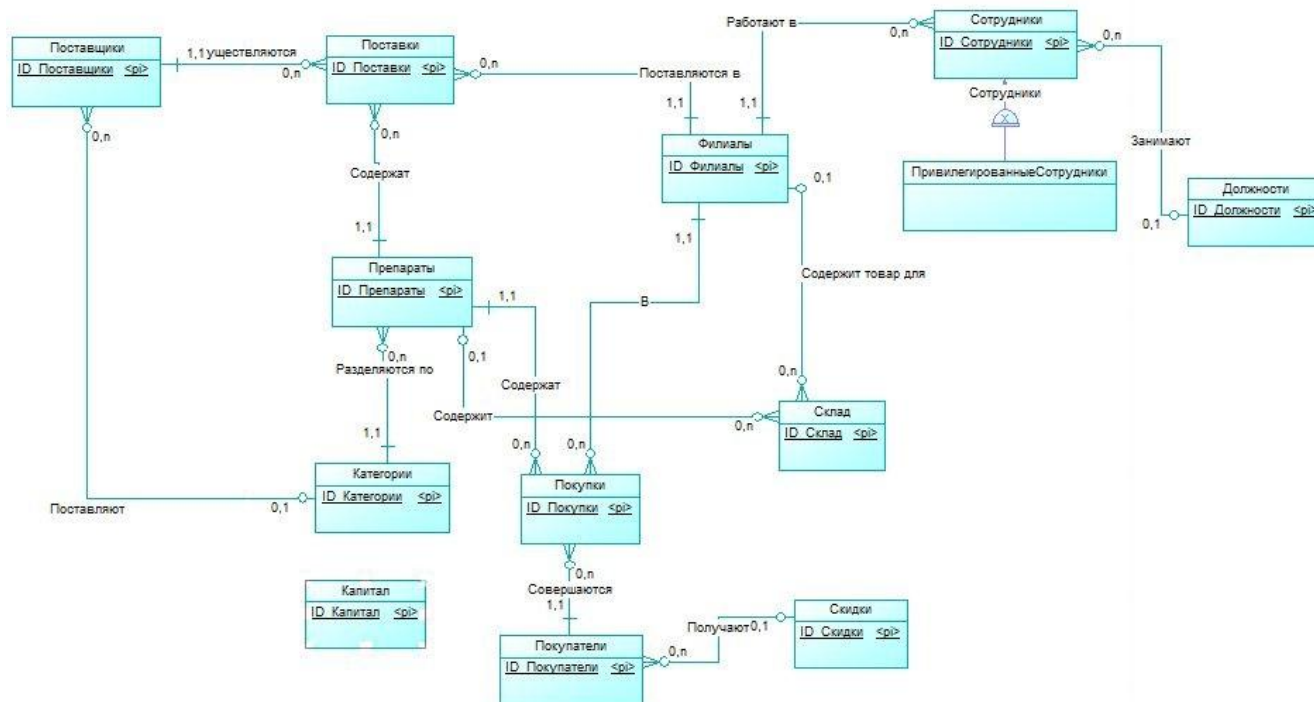 Работают в
Сотрудники
ID_Сотрудники <pi>
0,n
0,n
Поставщики
ID_Поставщики <pi>
1,1
уществляются
0,n
Поставки
ID_Поставки <pi>
0,n
Поставляются в
1,1
1,1
Сотрудники
0,n
0,n
Филиалы
ID_Филиалы <pi>
0,1
1,1
Занимают
Содержат
ПривилегированныеСотрудники
Должности
ID_Должности <pi>
0,1
1,1
Препараты
ID_Препараты <pi>
1,1
Содержит товар для
В
0,n
0,1
Разделяются по
Содержат
0,n
Содержит
0,n
Склад
ID_Склад <pi>
1,1
0,n
0,n
Категории
ID_Категории <pi>
Поставляют
0,1
Покупки
ID_Покупки <pi>
0,n
Совершаются
1,1
Капитал
ID_Капитал <pi>
Получают
0,1
Скидки
ID_Скидки <pi>
0,n
Покупатели
ID_Покупатели <pi>